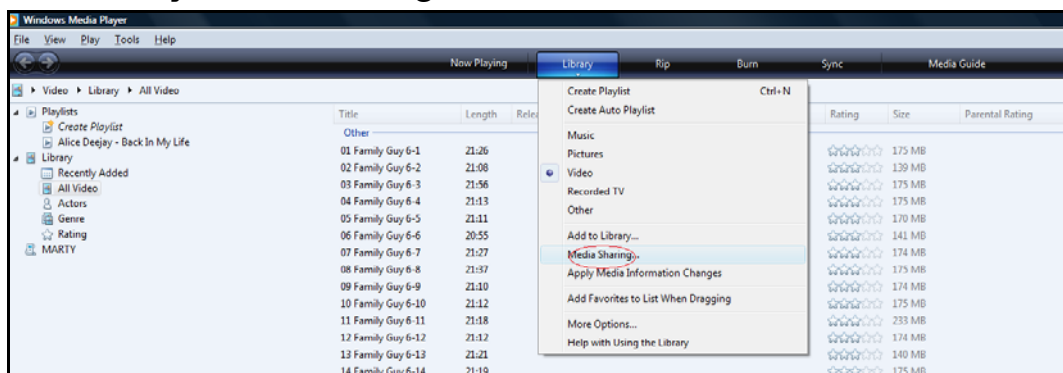 Windows Media Player
File View Play Tools Help
Now Playing Library Rip Burn Sync Media Guide
Video Library All Video
Playlists
Create Playlist
Alice Deejay - Back In My Life
Library
Recently Added
All Video
Actors
Genre
Rating
MARTY
Title Length Rating Size Parental Rating
Other
01 Family Guy 6-1 21:26 175 MB
02 Family Guy 6-2 21:08 139 MB
03 Family Guy 6-3 21:56 175 MB
04 Family Guy 6-4 21:13 175 MB
05 Family Guy 6-5 21:11 170 MB
06 Family Guy 6-6 20:55 141 MB
07 Family Guy 6-7 21:27 174 MB
08 Family Guy 6-8 21:37 175 MB
09 Family Guy 6-9 21:10 174 MB
10 Family Guy 6-10 21:12 175 MB
11 Family Guy 6-11 21:18 233 MB
12 Family Guy 6-12 21:12 174 MB
13 Family Guy 6-13 21:21 140 MB
14 Family Guy 6-14 21:19 175 MB
Create Playlist Ctrl+N
Create Auto Playlist
Music
Pictures
Video
Recorded TV
Other
Add to Library...
Media Sharing...
Apply Media Information Changes
Add Favorites to List When Dragging
More Options...
Help with Using the Library